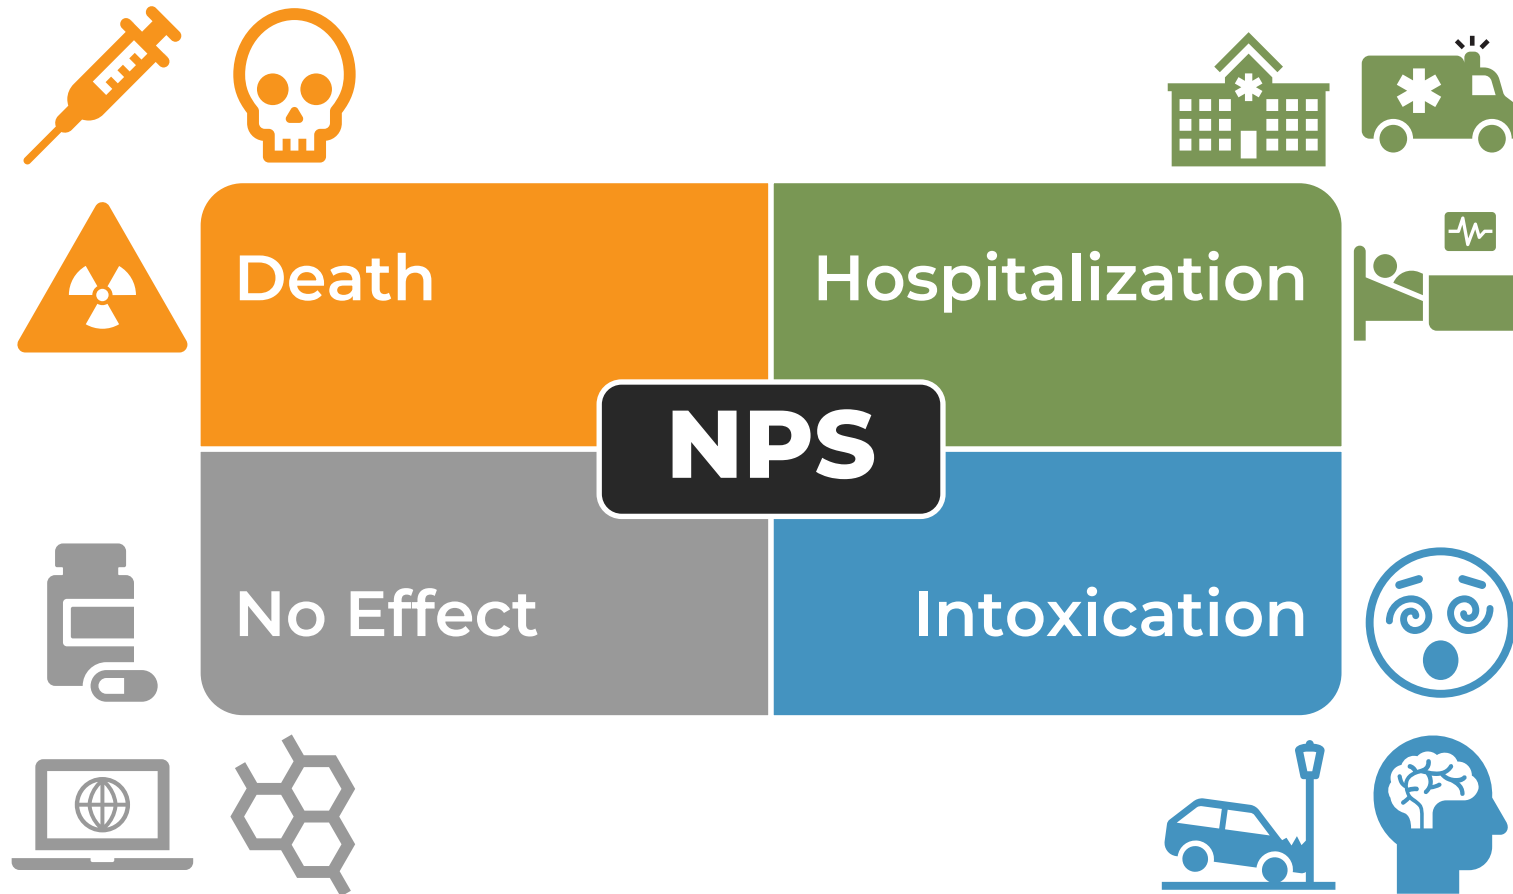 Death
Hospitalization
NPS
No Effect
Intoxication